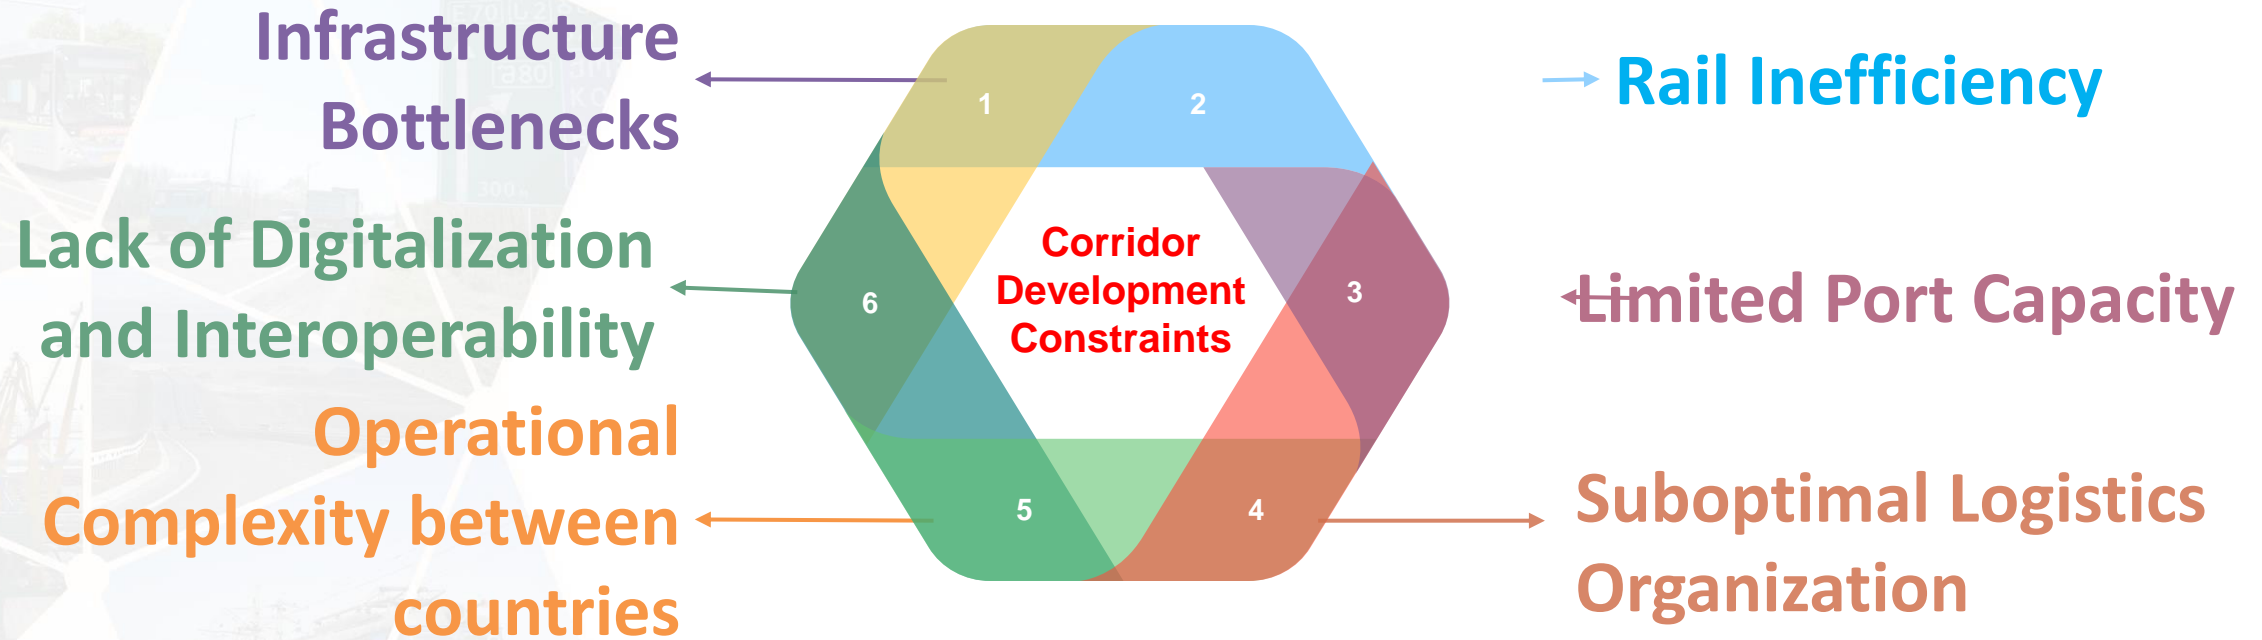 Infrastructure
Bottlenecks
1
2
Rail Inefficiency
Lack of Digitalization
and Interoperability
6
Corridor
Development
Constraints
3
Limited Port Capacity
Operational
Complexity between
countries
5
4
Suboptimal Logistics
Organization
300 m